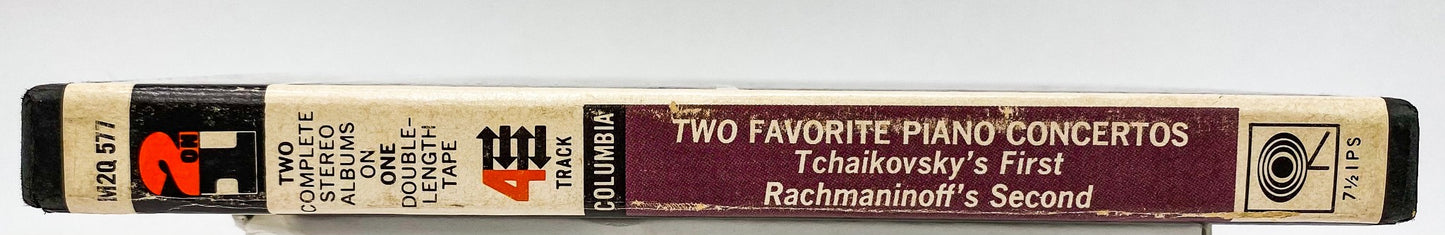 M2Q 577
2
ON
1
TWO
COMPLETE
STEREO
ALBUMS
ON
ONE
DOUBLE-
LENGTH
TAPE
4
TRACK
COLUMBIA
TWO FAVORITE PIANO CONCERTOS
Tchaikovsky's First
Rachmaninoff's Second
7½ IPS